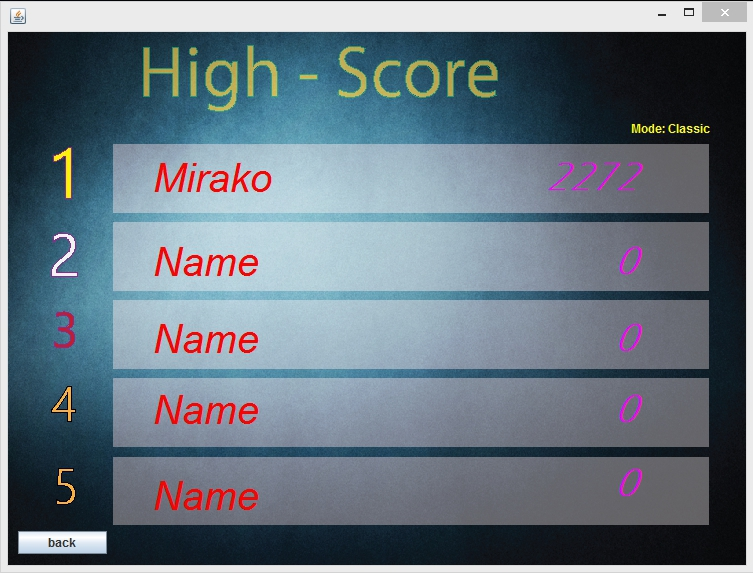 High - Score
Mode: Classic
1 Mirako 2272
2 Name 0
3 Name 0
4 Name 0
5 Name 0
back